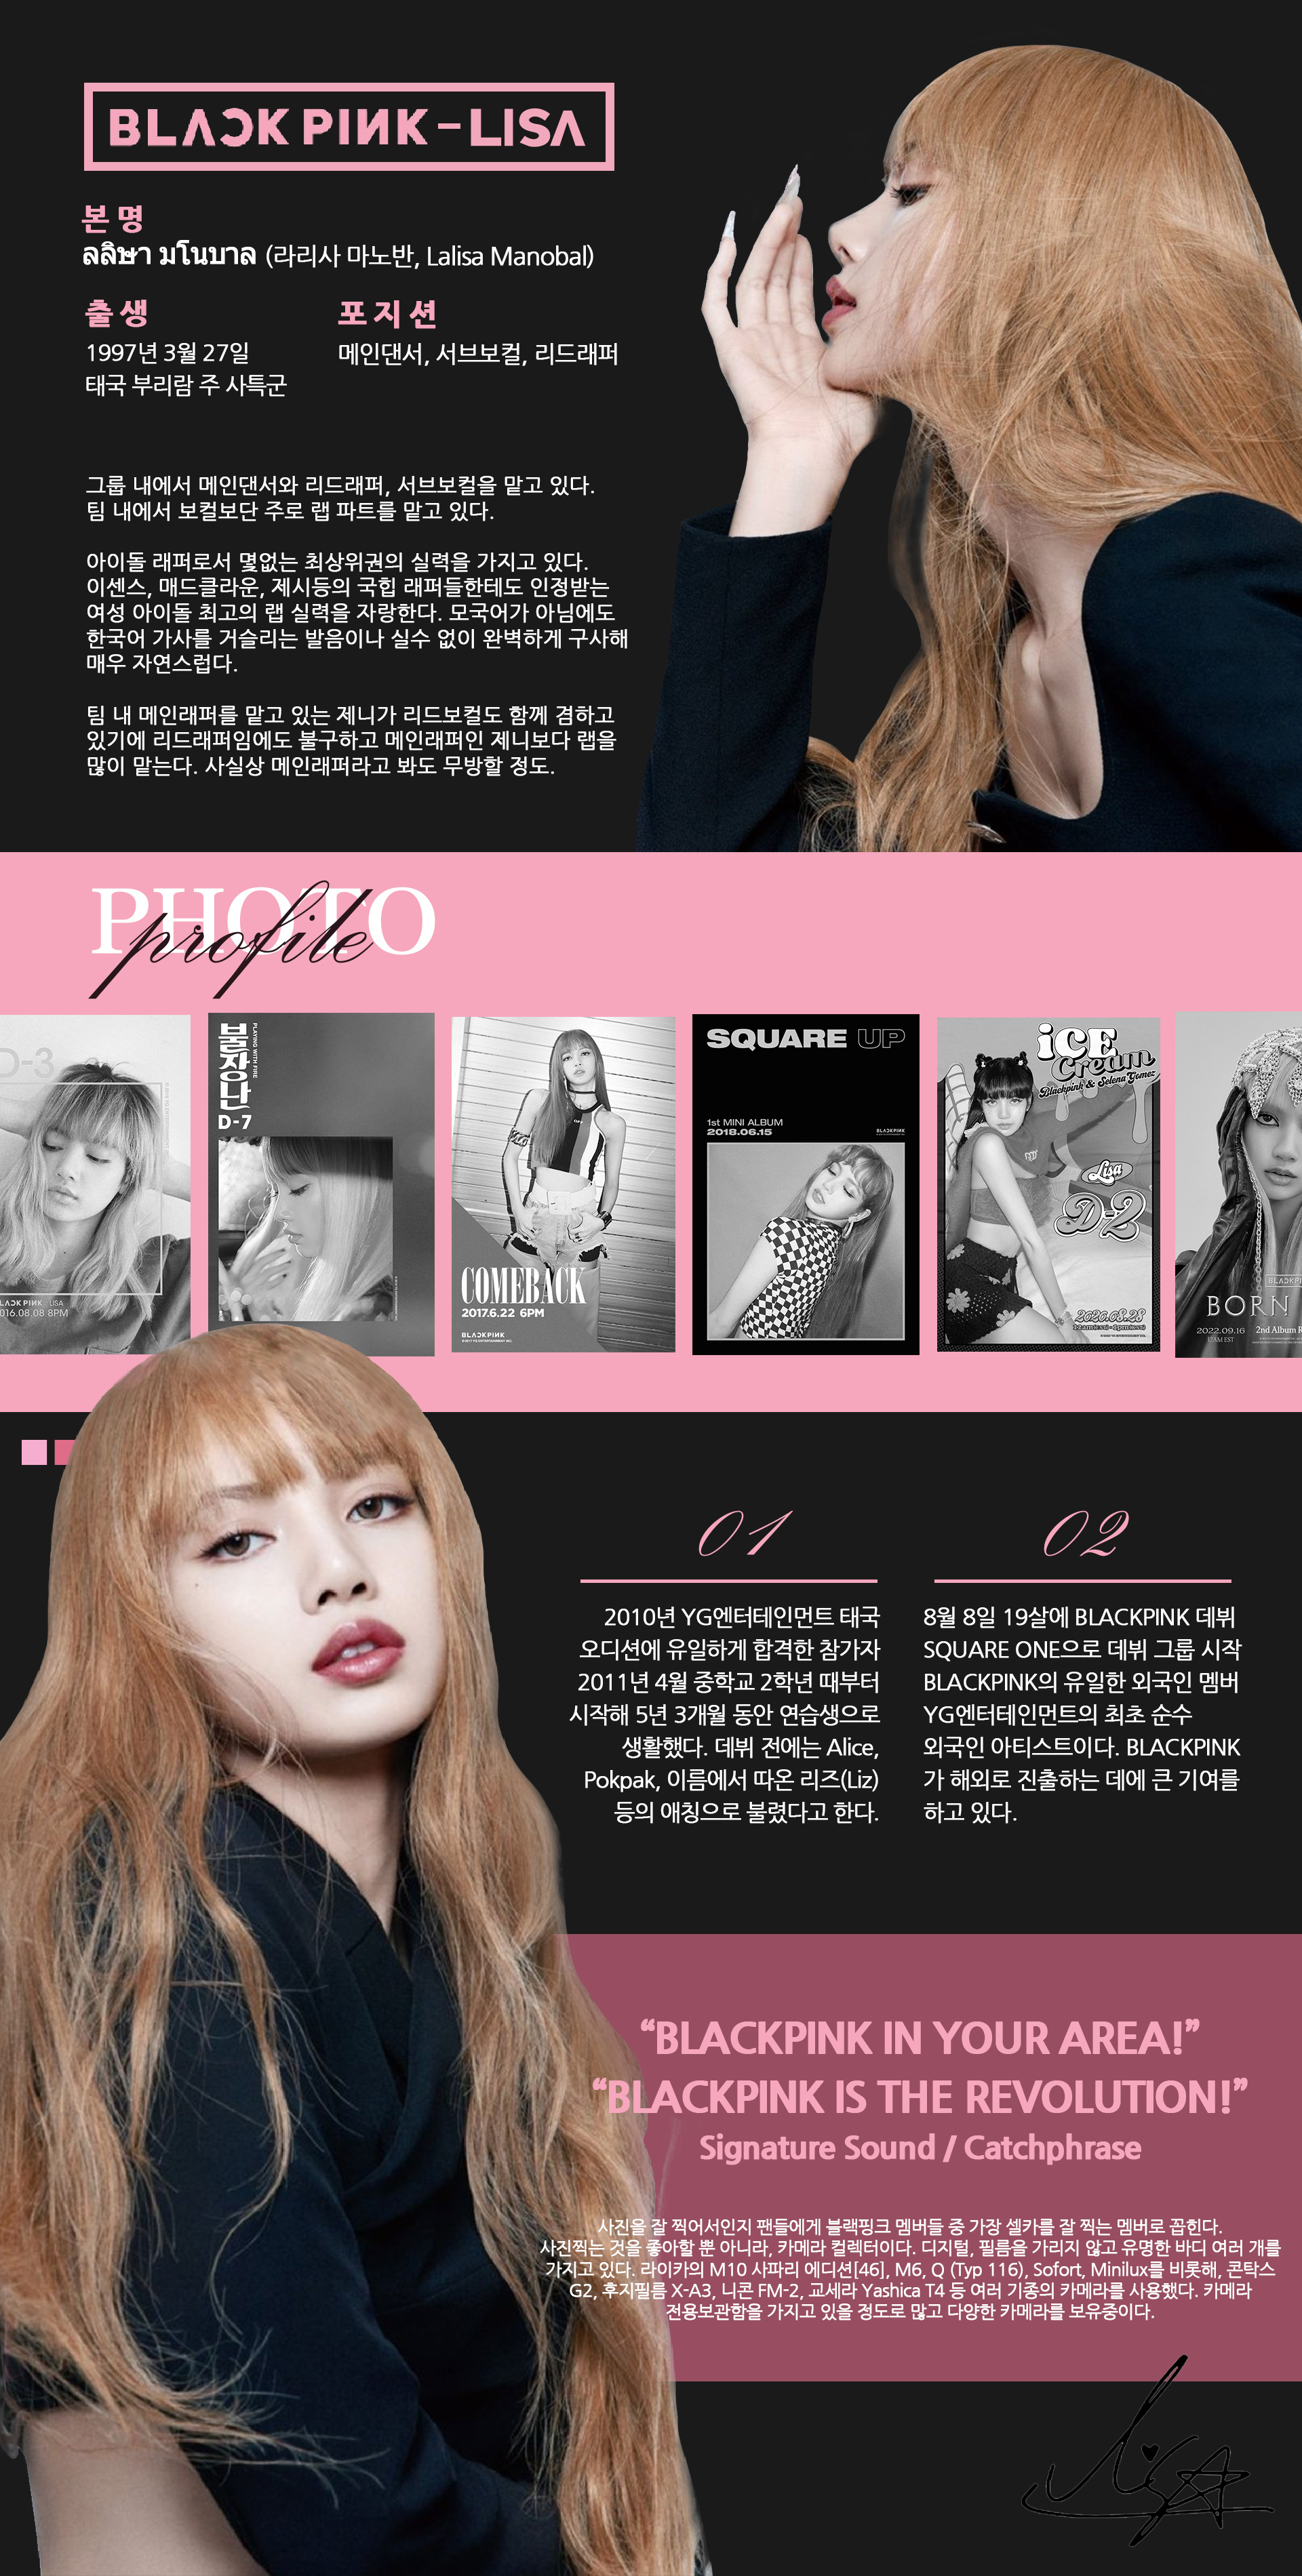 BLACKPINK-LISA
본 명
ลลิษา มโนบาล (라리사 마노반, Lalisa Manobal)
출 생
1997년 3월 27일
태국 부리람 주 사특군
포 지 션
메인댄서, 서브보컬, 리드래퍼
그룹 내에서 메인댄서와 리드래퍼, 서브보컬을 맡고 있다.
팀 내에서 보컬보단 주로 랩 파트를 맡고 있다.
아이돌 래퍼로서 몇없는 최상위권의 실력을 가지고 있다.
이센스, 매드클라운, 제시등의 국힙 래퍼들한테도 인정받는
여성 아이돌 최고의 랩 실력을 자랑한다. 모국어가 아님에도
한국어 가사를 거슬리는 발음이나 실수 없이 완벽하게 구사해
매우 자연스럽다.
팀 내 메인래퍼를 맡고 있는 제니가 리드보컬도 함께 겸하고
있기에 리드래퍼임에도 불구하고 메인래퍼인 제니보다 랩을
많이 맡는다. 사실상 메인래퍼라고 봐도 무방할 정도.
PHOTO
profile
D-3
BLACKPINK LISA
2016.08.08 8PM
불장난
PLAYING WITH FIRE
D-7
COMEBACK
2017.6.22 6PM
BLACKPINK
SQUARE UP
1st MINI ALBUM
2018.06.15
BLACKPINK
iCE
Cream
Blackpink & Selena Gomez
Lisa
D-2
2020.08.28
BLACKPI
BORN
2022.09.16 2nd Album R
12AM EST
01
2010년 YG엔터테인먼트 태국
오디션에 유일하게 합격한 참가자
2011년 4월 중학교 2학년 때부터
시작해 5년 3개월 동안 연습생으로
생활했다. 데뷔 전에는 Alice,
Pokpak, 이름에서 따온 리즈(Liz)
등의 애칭으로 불렸다고 한다.
02
8월 8일 19살에 BLACKPINK 데뷔
SQUARE ONE으로 데뷔 그룹 시작
BLACKPINK의 유일한 외국인 멤버
YG엔터테인먼트의 최초 순수
외국인 아티스트이다. BLACKPINK
가 해외로 진출하는 데에 큰 기여를
하고 있다.
“BLACKPINK IN YOUR AREA!”
“BLACKPINK IS THE REVOLUTION!”
Signature Sound / Catchphrase
사진을 잘 찍어서인지 팬들에게 블랙핑크 멤버들 중 가장 셀카를 잘 찍는 멤버로 꼽힌다.
사진찍는 것을 좋아할 뿐 아니라, 카메라 컬렉터이다. 디지털, 필름을 가리지 않고 유명한 바디 여러 개를
가지고 있다. 라이카의 M10 사파리 에디션[46], M6, Q (Typ 116), Sofort, Minilux를 비롯해, 콘탁스
G2, 후지필름 X-A3, 니콘 FM-2, 교세라 Yashica T4 등 여러 기종의 카메라를 사용했다. 카메라
전용보관함을 가지고 있을 정도로 많고 다양한 카메라를 보유중이다.
Lisa